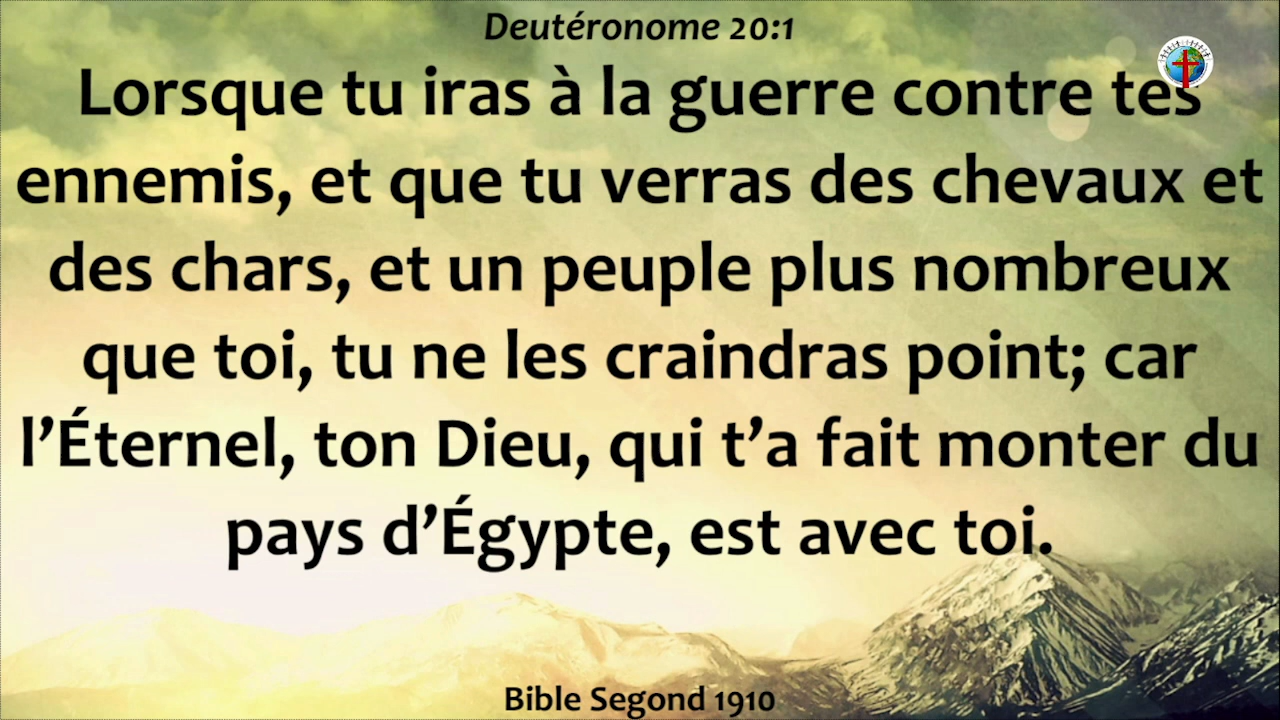 Deutéronome 20:1
Lorsque tu iras à la guerre contre tes
ennemis, et que tu verras des chevaux et
des chars, et un peuple plus nombreux
que toi, tu ne les craindras point; car
l’Éternel, ton Dieu, qui t’a fait monter du
pays d’Égypte, est avec toi.
Bible Segond 1910